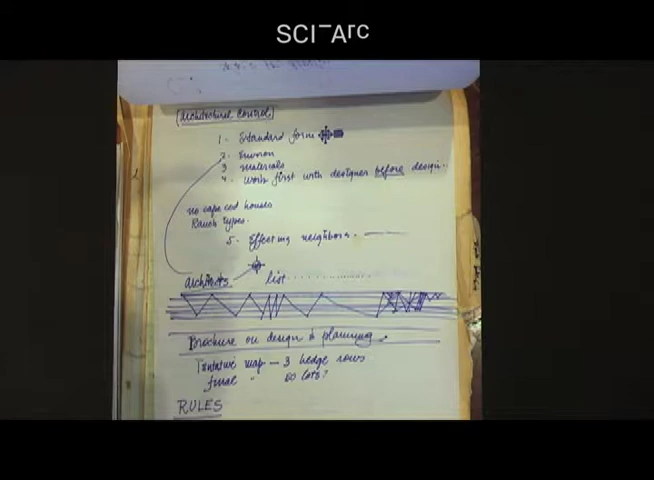 SCI-Arc
[Architectural Control]
1- Standard form
2- Environ
3 materials
4- work first with designer before design..
no cape cod houses
Ranch types.
5- Effecting neighbors.
architects list..............
Brochure on design & planning
Tentative map — 3 hedge rows
final " 60 lots?
RULES